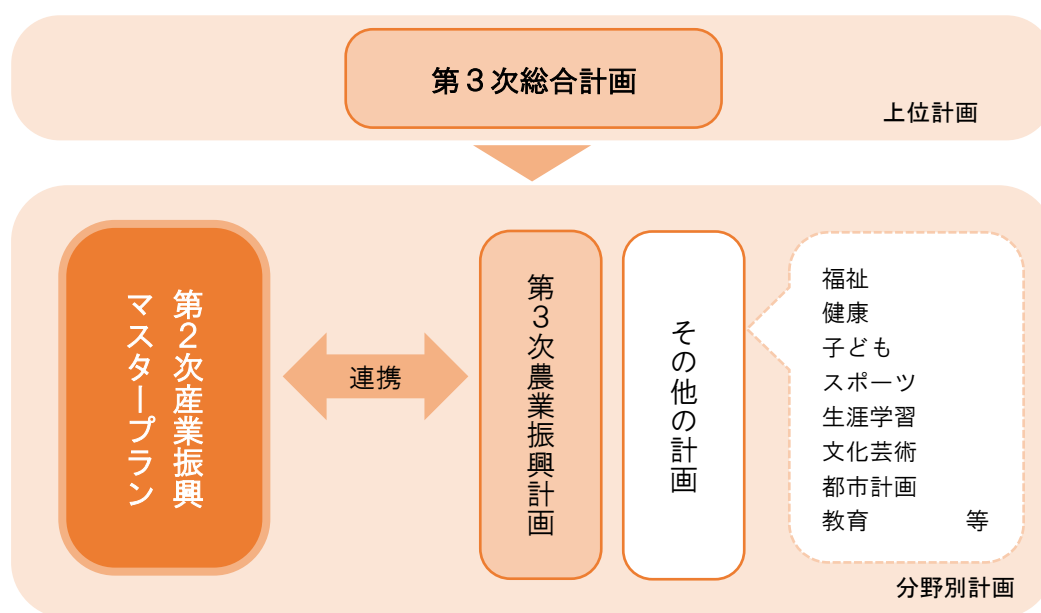 第３次総合計画
上位計画
第２次産業振興
マスタープラン
連携
第３次農業振興計画
その他の計画
福祉
健康
子ども
スポーツ
生涯学習
文化芸術
都市計画
教育　　　　等
分野別計画